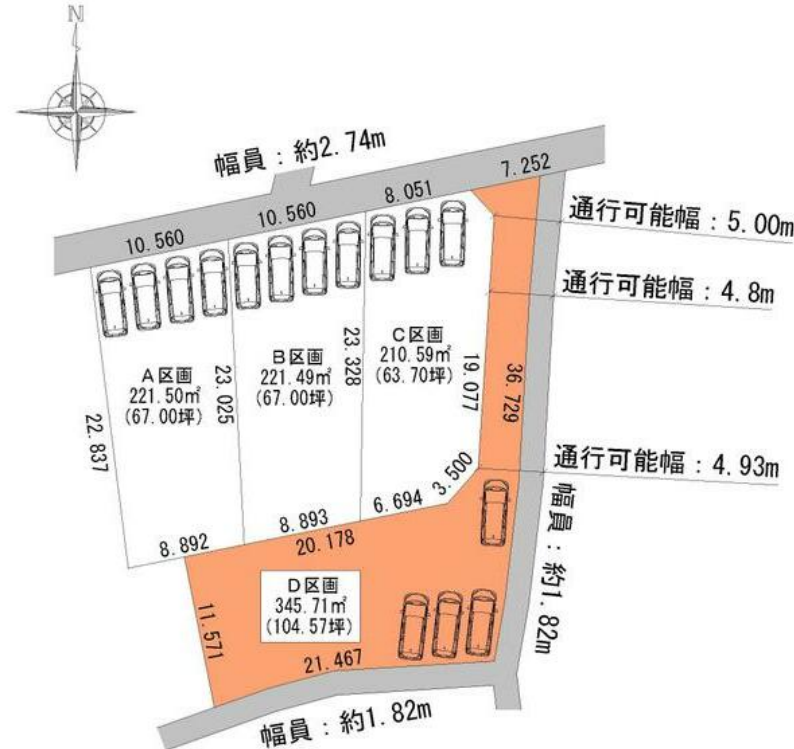 N
幅員：約2.74m
7.252
8.051
10.560
10.560
通行可能幅：5.00m
通行可能幅：4.8m
A区画
221.50㎡
(67.00坪)
B区画
221.49㎡
(67.00坪)
C区画
210.59㎡
(63.70坪)
22.837
23.025
23.328
19.077
36.729
通行可能幅：4.93m
3.500
6.694
8.893
8.892
20.178
幅員：約1.82m
D区画
345.71㎡
(104.57坪)
11.571
21.467
幅員：約1.82m